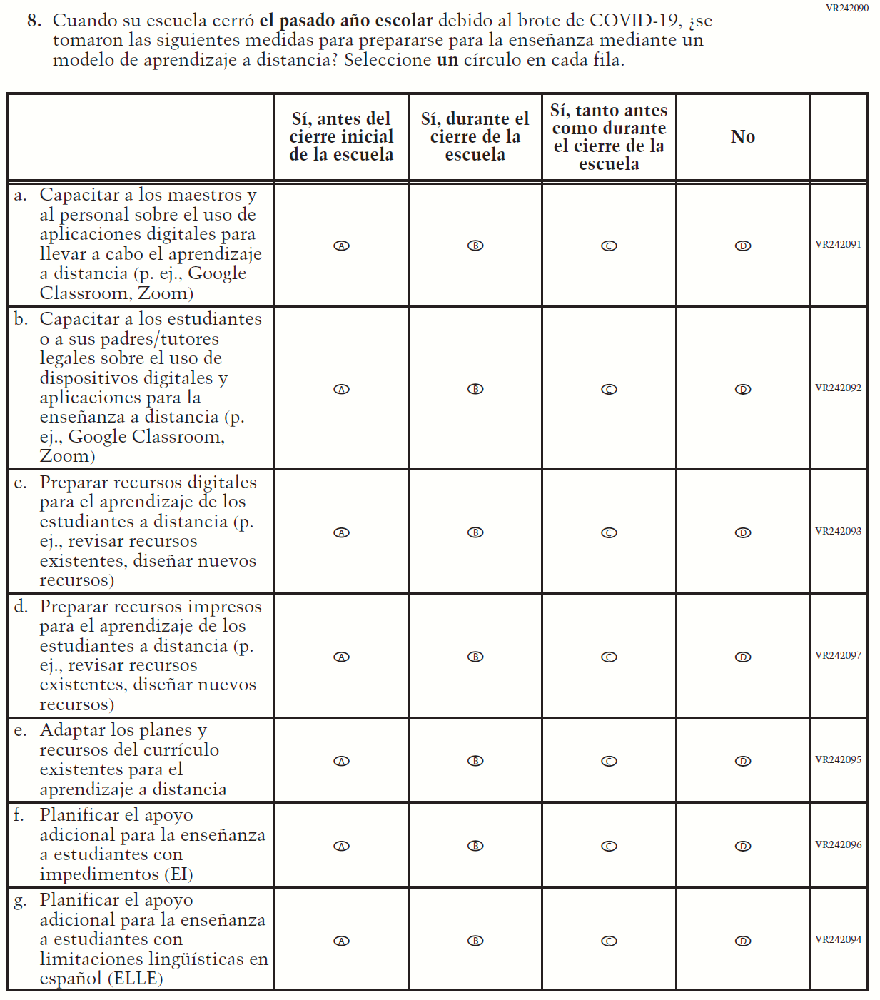 VR242090
8. Cuando su escuela cerró el pasado año escolar debido al brote de COVID-19, ¿se
tomaron las siguientes medidas para prepararse para la enseñanza mediante un
modelo de aprendizaje a distancia? Seleccione un círculo en cada fila.
Sí, antes del
cierre inicial
de la escuela
Sí, durante el
cierre de la
escuela
Sí, tanto antes
como durante
el cierre de la
escuela
No
a. Capacitar a los maestros y
al personal sobre el uso de
aplicaciones digitales para
llevar a cabo el aprendizaje
a distancia (p. ej., Google
Classroom, Zoom)
A B C D VR242091
b. Capacitar a los estudiantes
o a sus padres/tutores
legales sobre el uso de
dispositivos digitales y
aplicaciones para la
enseñanza a distancia (p.
ej., Google Classroom,
Zoom)
A B C D VR242092
c. Preparar recursos digitales
para el aprendizaje de los
estudiantes a distancia (p.
ej., revisar recursos
existentes, diseñar nuevos
recursos)
A B C D VR242093
d. Preparar recursos impresos
para el aprendizaje de los
estudiantes a distancia (p.
ej., revisar recursos
existentes, diseñar nuevos
recursos)
A B C D VR242097
e. Adaptar los planes y
recursos del currículo
existentes para el
aprendizaje a distancia
A B C D VR242095
f. Planificar el apoyo
adicional para la enseñanza
a estudiantes con
impedimentos (EI)
A B C D VR242096
g. Planificar el apoyo
adicional para la enseñanza
a estudiantes con
limitaciones lingüísticas en
español (ELLE)
A B C D VR242094